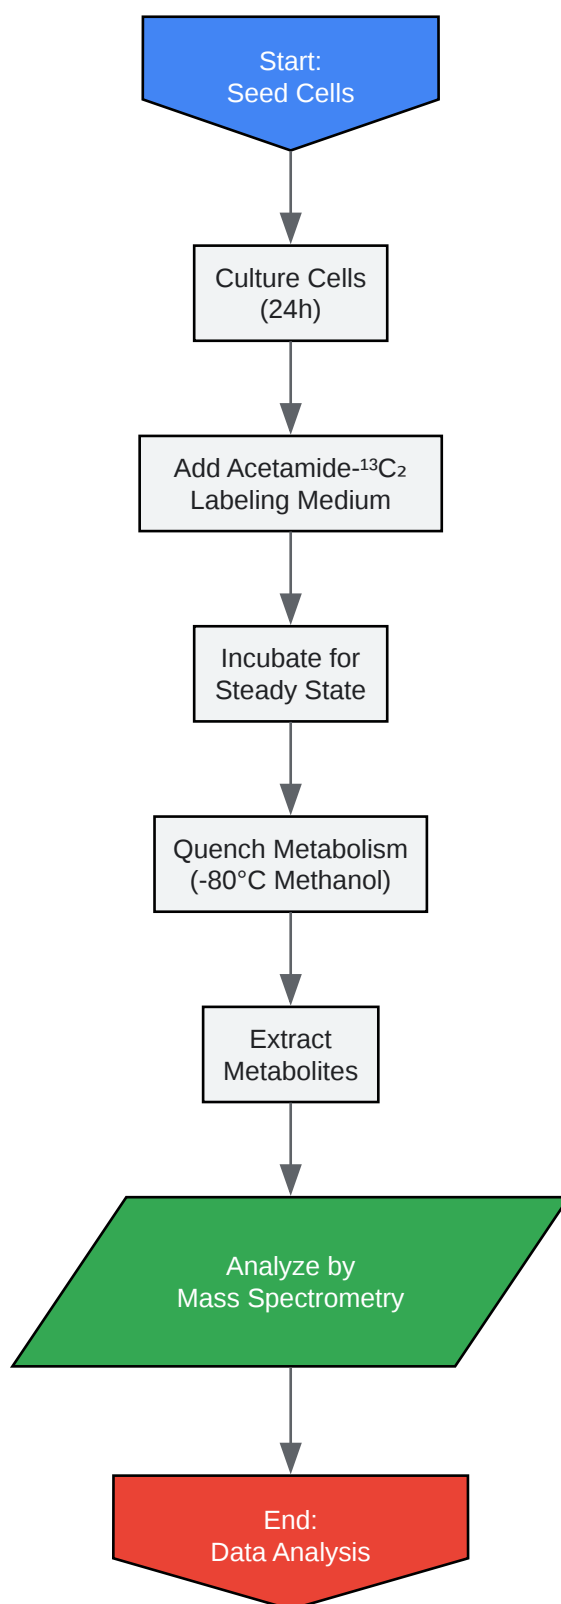 Start:
Seed Cells
Culture Cells
(24h)
Add Acetamide-¹³C₂
Labeling Medium
Incubate for
Steady State
Quench Metabolism
(-80°C Methanol)
Extract
Metabolites
Analyze by
Mass Spectrometry
End:
Data Analysis